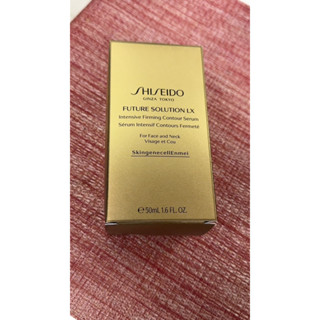 SHISEIDO
GINZA TOKYO
FUTURE SOLUTION LX
Intensive Firming Contour Serum
Sérum Intensif Contours Fermeté
For Face and Neck
Visage et Cou
SkingenecellEnmei
℮ 50mL 1.6 FL. OZ.